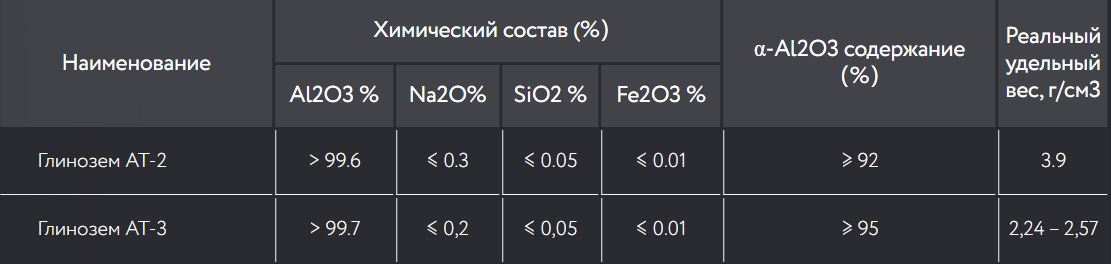 Наименование
Химический состав (%)
α-Al2O3 содержание
(%)
Реальный
удельный
вес, г/см3
Al2O3 %
Na2O%
SiO2 %
Fe2O3 %
Глинозем АТ-2
> 99.6
⩽ 0.3
⩽ 0.05
⩽ 0.01
⩾ 92
3.9
Глинозем АТ-3
> 99.7
⩽ 0,2
⩽ 0,05
⩽ 0.01
⩾ 95
2,24 – 2,57